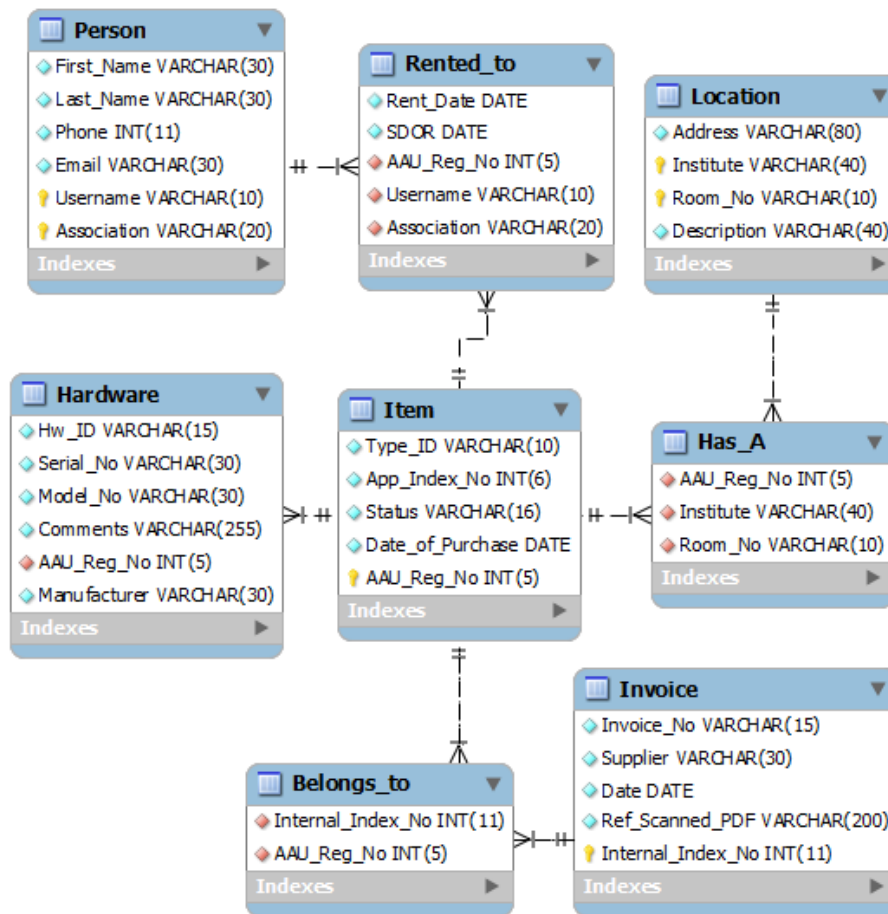 Person
First_Name VARCHAR(30)
Last_Name VARCHAR(30)
Phone INT(11)
Email VARCHAR(30)
Username VARCHAR(10)
Association VARCHAR(20)
Indexes
Rented_to
Rent_Date DATE
SDOR DATE
AAU_Reg_No INT(5)
Username VARCHAR(10)
Association VARCHAR(20)
Indexes
Location
Address VARCHAR(80)
Institute VARCHAR(40)
Room_No VARCHAR(10)
Description VARCHAR(40)
Indexes
Hardware
Hw_ID VARCHAR(15)
Serial_No VARCHAR(30)
Model_No VARCHAR(30)
Comments VARCHAR(255)
AAU_Reg_No INT(5)
Manufacturer VARCHAR(30)
Indexes
Item
Type_ID VARCHAR(10)
App_Index_No INT(6)
Status VARCHAR(16)
Date_of_Purchase DATE
AAU_Reg_No INT(5)
Indexes
Has_A
AAU_Reg_No INT(5)
Institute VARCHAR(40)
Room_No VARCHAR(10)
Indexes
Belongs_to
Internal_Index_No INT(11)
AAU_Reg_No INT(5)
Indexes
Invoice
Invoice_No VARCHAR(15)
Supplier VARCHAR(30)
Date DATE
Ref_Scanned_PDF VARCHAR(200)
Internal_Index_No INT(11)
Indexes